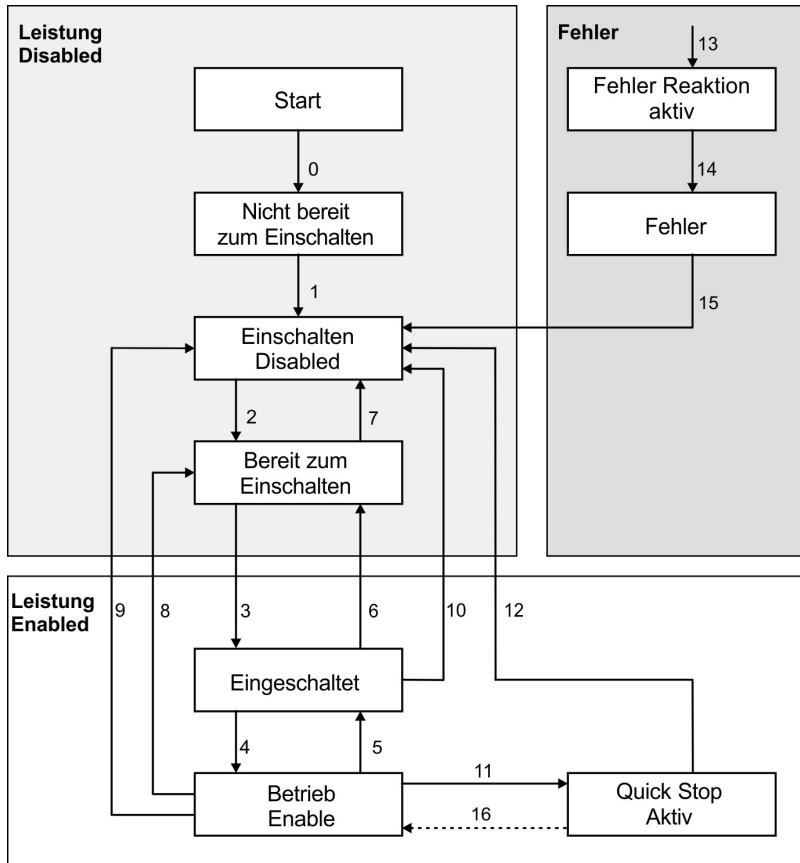 Leistung
Disabled
Start
0
Nicht bereit
zum Einschalten
1
Einschalten
Disabled
2
7
Bereit zum
Einschalten
Fehler
13
Fehler Reaktion
aktiv
14
Fehler
15
Leistung
Enabled
9
8
3
6
10
12
Eingeschaltet
4
5
Betrieb
Enable
11
16
Quick Stop
Aktiv